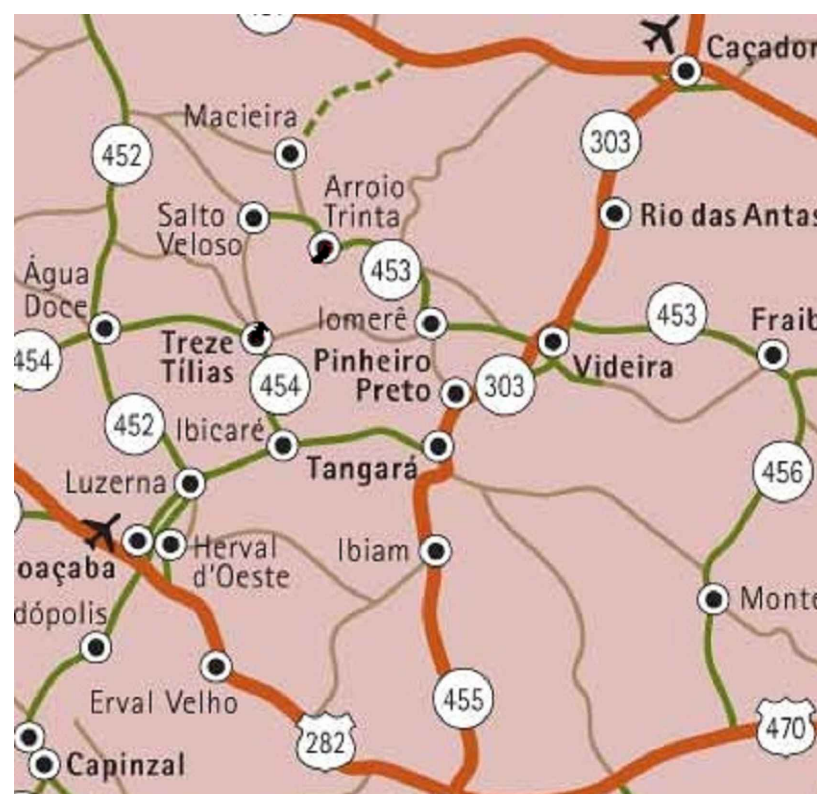 Caçador
Macieira
303
452
Arroio
Trinta
Salto
Veloso
Rio das Antas
453
Água
Doce
Iomerê
453
Fraib
Treze
Tílias
Pinheiro
Preto
Videira
454
454
303
452
Ibicaré
Tangará
456
Luzerna
Herval
d'Oeste
Ibiam
oaçaba
Monte
dópolis
Erval Velho
455
282
470
Capinzal